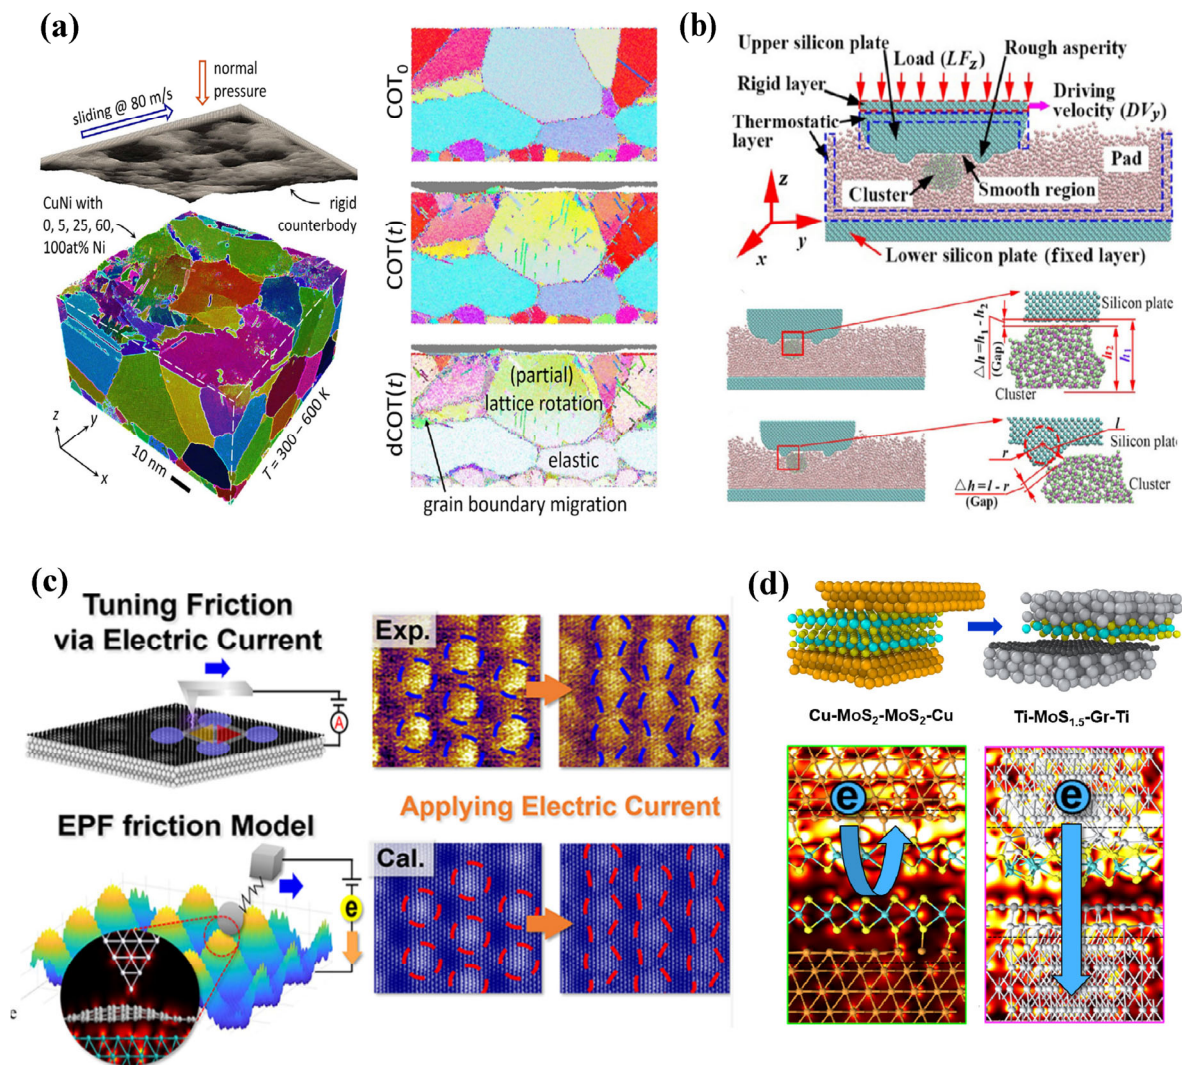 (a)
normal
pressure
sliding @ 80 m/s
CuNi with
0, 5, 25, 60,
100at% Ni
rigid
counterbody
z
y
x
10 nm
T = 300 – 600 K
COT₀
COT(t)
dCOT(t)
(partial)
lattice rotation
elastic
grain boundary migration
(b)
Upper silicon plate
Load (LFz)
Rough asperity
Rigid layer
Driving
velocity (DVy)
Thermostatic
layer
Pad
Cluster
Smooth region
z
y
x
Lower silicon plate (fixed layer)
Silicon plate
△h=h₁ - h₂
(Gap)
h₂
h₁
Cluster
l
Silicon plate
r
△h=l - r
(Gap)
Cluster
(c)
Tuning Friction
via Electric Current
A
Exp.
Applying Electric Current
EPF friction Model
e
Cal.
e
(d)
Cu-MoS₂-MoS₂-Cu
Ti-MoS₁.₅-Gr-Ti
e
e